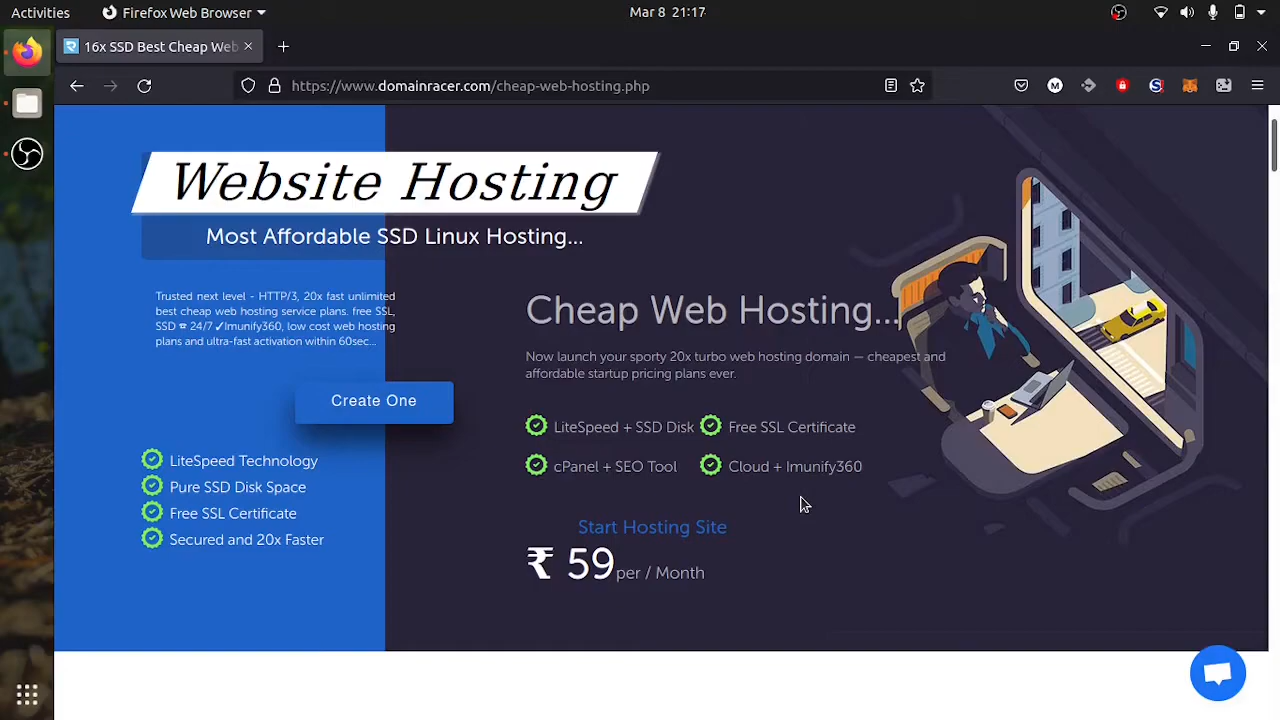 Activities
Firefox Web Browser
Mar 8 21:17
16x SSD Best Cheap Web
https://www.domainracer.com/cheap-web-hosting.php
Website Hosting
Most Affordable SSD Linux Hosting...
Trusted next level - HTTP/3, 20x fast unlimited
best cheap web hosting service plans. free SSL,
SSD ☎ 24/7 ✓Imunify360, low cost web hosting
plans and ultra-fast activation within 60sec...
Create One
LiteSpeed Technology
Pure SSD Disk Space
Free SSL Certificate
Secured and 20x Faster
Cheap Web Hosting...
Now launch your sporty 20x turbo web hosting domain — cheapest and
affordable startup pricing plans ever.
LiteSpeed + SSD Disk
Free SSL Certificate
cPanel + SEO Tool
Cloud + Imunify360
Start Hosting Site
₹ 59 per / Month